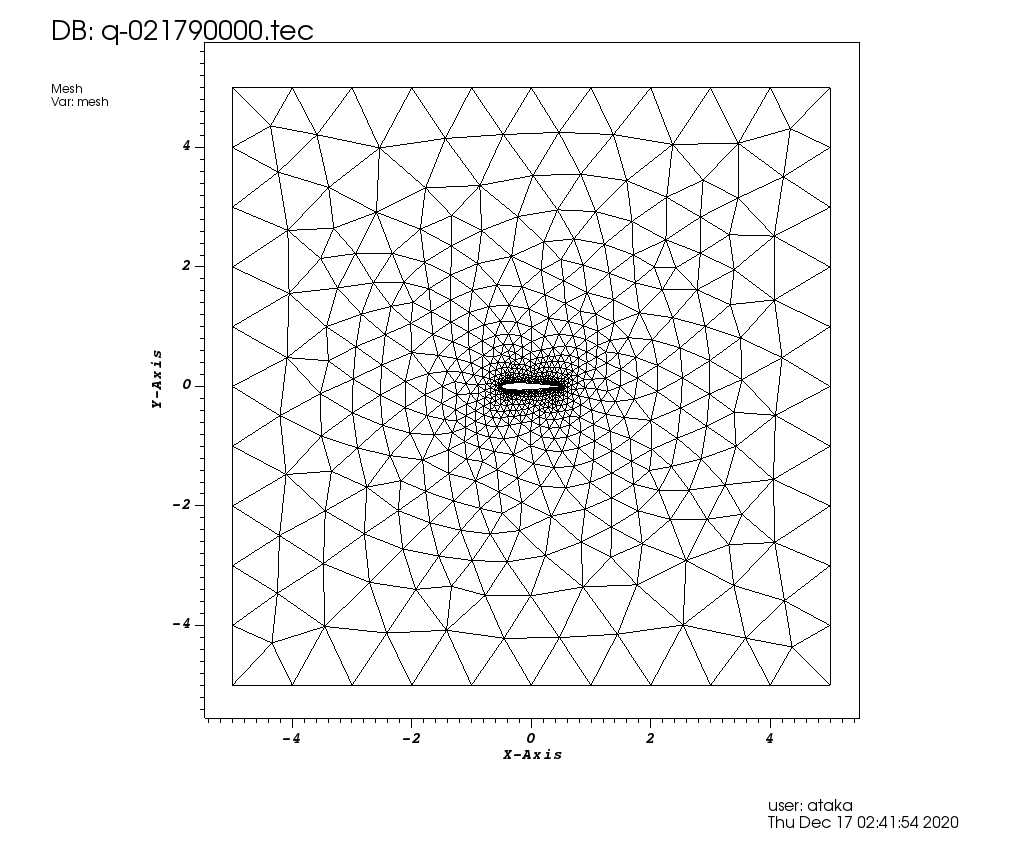 DB: q-021790000.tec
Mesh
Var: mesh
4
2
0
-2
-4
Y-Axis
-4
-2
0
2
4
X-Axis
user: ataka
Thu Dec 17 02:41:54 2020